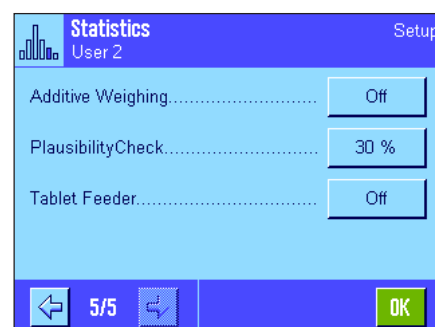 Statistics Setup
User 2
Additive Weighing.............................. Off
PlausibilityCheck............................... 30 %
Tablet Feeder.................................... Off
5/5 OK